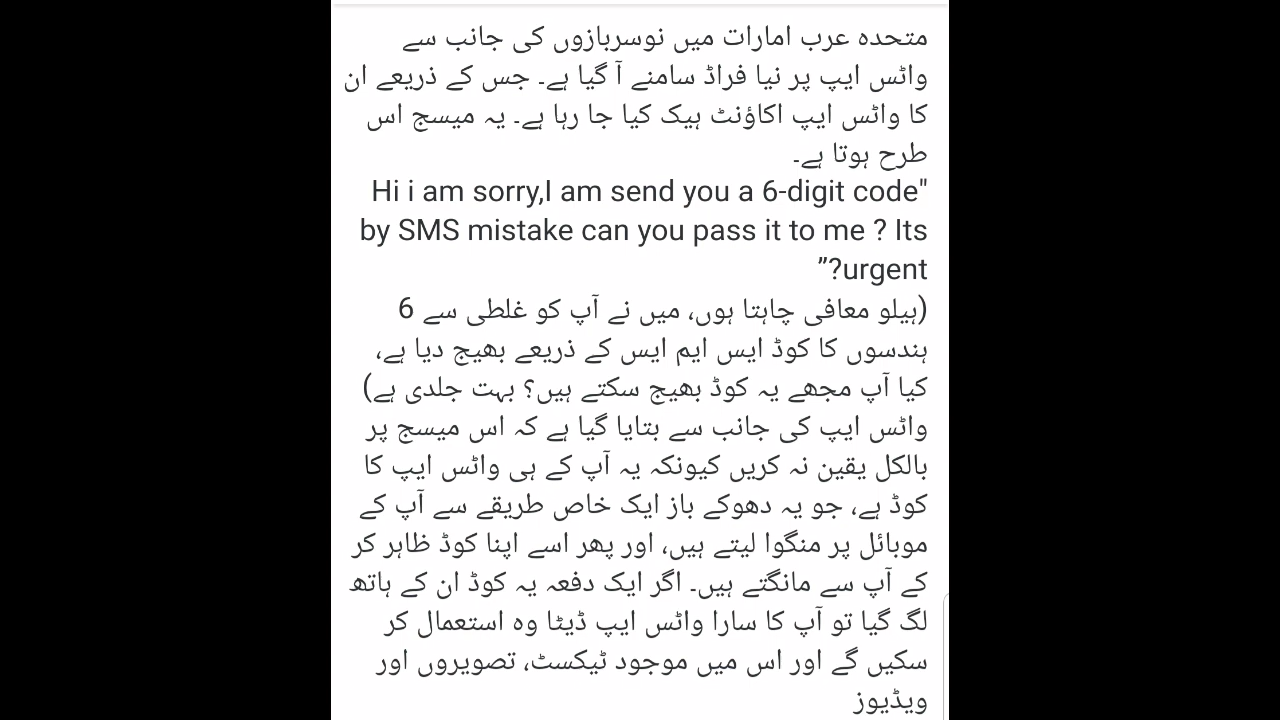 متحدہ عرب امارات میں نوسربازوں کی جانب سے
واٹس ایپ پر نیا فراڈ سامنے آ گیا ہے۔ جس کے ذریعے ان
کا واٹس ایپ اکاؤنٹ ہیک کیا جا رہا ہے۔ یہ میسج اس
طرح ہوتا ہے۔
Hi i am sorry,I am send you a 6-digit code"
by SMS mistake can you pass it to me ? Its
”?urgent
(ہیلو معافی چاہتا ہوں، میں نے آپ کو غلطی سے 6
ہندسوں کا کوڈ ایس ایم ایس کے ذریعے بھیج دیا ہے،
کیا آپ مجھے یہ کوڈ بھیج سکتے ہیں؟ بہت جلدی ہے)
واٹس ایپ کی جانب سے بتایا گیا ہے کہ اس میسج پر
بالکل یقین نہ کریں کیونکہ یہ آپ کے ہی واٹس ایپ کا
کوڈ ہے، جو یہ دھوکے باز ایک خاص طریقے سے آپ کے
موبائل پر منگوا لیتے ہیں، اور پھر اسے اپنا کوڈ ظاہر کر
کے آپ سے مانگتے ہیں۔ اگر ایک دفعہ یہ کوڈ ان کے ہاتھ
لگ گیا تو آپ کا سارا واٹس ایپ ڈیٹا وہ استعمال کر
سکیں گے اور اس میں موجود ٹیکسٹ، تصویروں اور
ویڈیوز